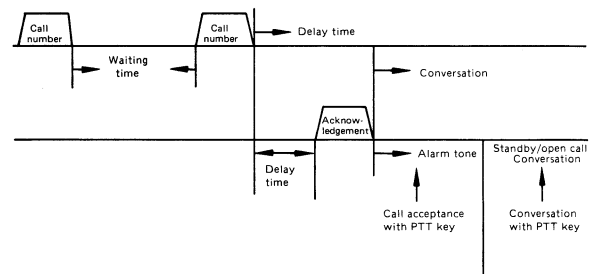 Call
number
Call
number
Delay time
Waiting
time
Conversation
Acknow-
ledgement
Delay
time
Alarm tone
Standby/open call
Conversation
Call acceptance
with PTT key
Conversation
with PTT key